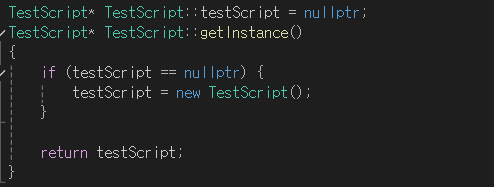 TestScript* TestScript::testScript = nullptr;
TestScript* TestScript::getInstance()
{
    if (testScript == nullptr) {
        testScript = new TestScript();
    }

    return testScript;
}